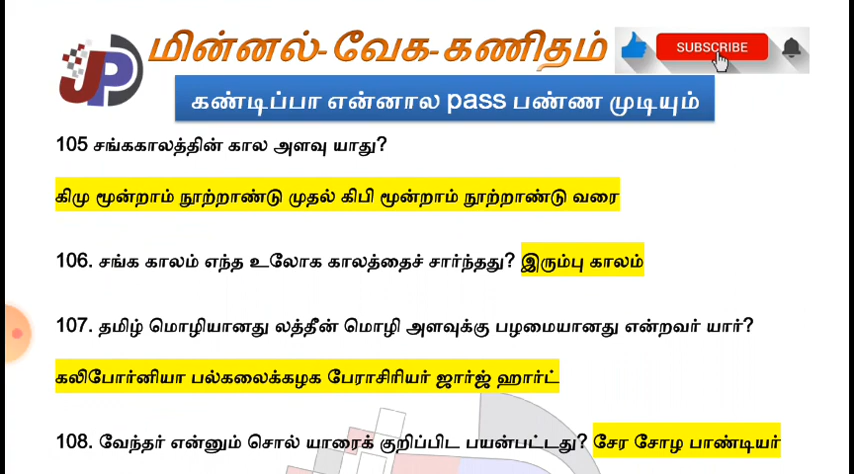 JP மின்னல்-வேக-கணிதம் SUBSCRIBE
கண்டிப்பா என்னால pass பண்ண முடியும்
105 சங்ககாலத்தின் கால அளவு யாது?
கிமு மூன்றாம் நூற்றாண்டு முதல் கிபி மூன்றாம் நூற்றாண்டு வரை
106. சங்க காலம் எந்த உலோக காலத்தைச் சார்ந்தது? இரும்பு காலம்
107. தமிழ் மொழியானது லத்தீன் மொழி அளவுக்கு பழமையானது என்றவர் யார்?
கலிபோர்னியா பல்கலைக்கழக பேராசிரியர் ஜார்ஜ் ஹார்ட்
108. வேந்தர் என்னும் சொல் யாரைக் குறிப்பிட பயன்பட்டது? சேர சோழ பாண்டியர்